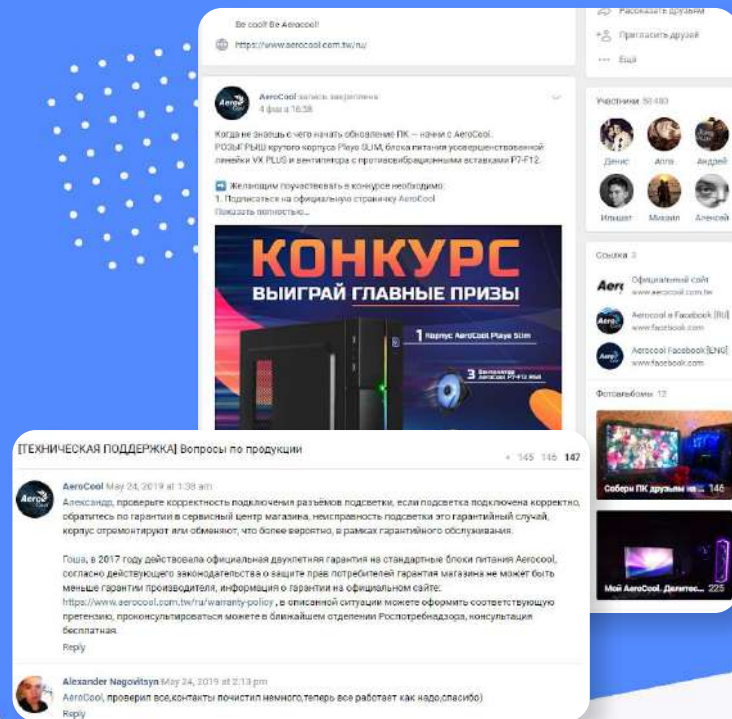 Be cool! Be Aerocool!
https://www.aerocool.com.tw/ru/
AeroCool запись закреплена
4 фев в 16:58
Когда не знаешь с чего начать обновление ПК — начни с AeroCool.
РОЗЫГРЫШ крутого корпуса Playa SLIM, блока питания усовершенствованной
линейки VX PLUS и вентилятора с противовибрационными вставками P7-F12.
Желающим поучаствовать в конкурсе необходимо:
1. Подписаться на официальную страничку AeroCool
Показать полностью...
КОНКУРС
ВЫИГРАЙ ГЛАВНЫЕ ПРИЗЫ
1 Корпус AeroCool Playa Slim
3 Вентилятор
AeroCool P7-F12
Рассказать друзьям
Пригласить друзей
Ещё
Участники 58 480
Денис Алла Андрей
Ильшат Михаил Алексей
Ссылки 3
Официальный сайт
www.aerocool.com.tw
Aerocool в Facebook [RU]
www.facebook.com
Aerocool Facebook [ENG]
www.facebook.com
Фотоальбомы 12
Собери ПК друзьям на ... 146
Мой AeroCool. Делитес... 225
[ТЕХНИЧЕСКАЯ ПОДДЕРЖКА] Вопросы по продукции
« 145 146 147
AeroCool May 24, 2019 at 1:38 am
Александр, проверьте корректность подключения разъёмов подсветки, если подсветка подключена корректно,
обратитесь по гарантии в сервисный центр магазина, неисправность подсветки это гарантийный случай,
корпус отремонтируют или обменяют, что более вероятно, в рамках гарантийного обслуживания.
Гоша, в 2017 году действовала официальная двухлетняя гарантия на стандартные блоки питания Aerocool,
согласно действующего законодательства о защите прав потребителей гарантия магазина не может быть
меньше гарантии производителя, информация о гарантии на официальном сайте:
https://www.aerocool.com.tw/ru/warranty-policy , в описанной ситуации можете оформить соответствующую
претензию, проконсультироваться можете в ближайшем отделении Роспотребнадзора, консультация
бесплатная.
Reply
Alexander Nagovitsyn May 24, 2019 at 2:13 pm
AeroCool, проверил все,контакты почистил немного,теперь все работает как надо,спасибо)
Reply